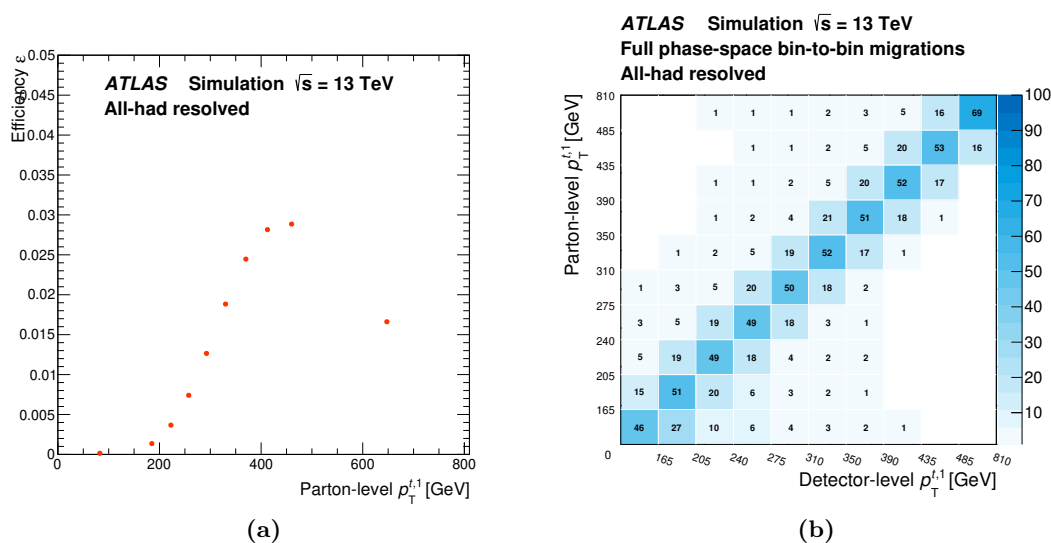 ATLAS Simulation √s = 13 TeV
All-had resolved
Efficiency ε
0.05
0.045
0.04
0.035
0.03
0.025
0.02
0.015
0.01
0.005
0
0 200 400 600 800
Parton-level p_T^{t,1} [GeV]
(a)
ATLAS Simulation √s = 13 TeV
Full phase-space bin-to-bin migrations
All-had resolved
Parton-level p_T^{t,1} [GeV]
810
1 1 1 2 3 5 16 69
485
1 1 2 5 20 53 16
435
1 1 2 5 20 52 17
390
1 2 4 21 51 18 1
350
1 2 5 19 52 17 1
310
1 3 5 20 50 18 2
275
3 5 19 49 18 3 1
240
5 19 49 18 4 2 2
205
15 51 20 6 3 2 1
165
46 27 10 6 4 3 2 1
0
165 205 240 275 310 350 390 435 485 810
Detector-level p_T^{t,1} [GeV]
100
90
80
70
60
50
40
30
20
10
(b)